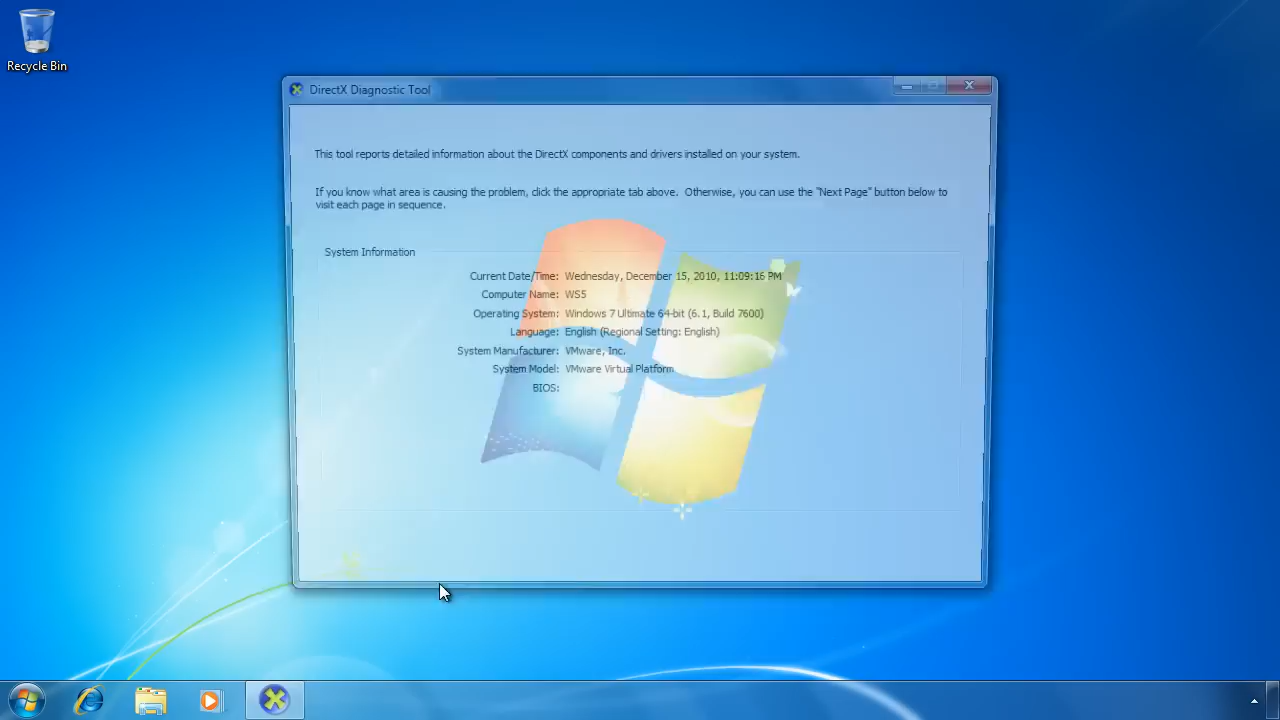 Recycle Bin
DirectX Diagnostic Tool
This tool reports detailed information about the DirectX components and drivers installed on your system.
If you know what area is causing the problem, click the appropriate tab above.  Otherwise, you can use the "Next Page" button below to
visit each page in sequence.
System Information
Current Date/Time: Wednesday, December 15, 2010, 11:09:16 PM
Computer Name: WS5
Operating System: Windows 7 Ultimate 64-bit (6.1, Build 7600)
Language: English (Regional Setting: English)
System Manufacturer: VMware, Inc.
System Model: VMware Virtual Platform
BIOS: